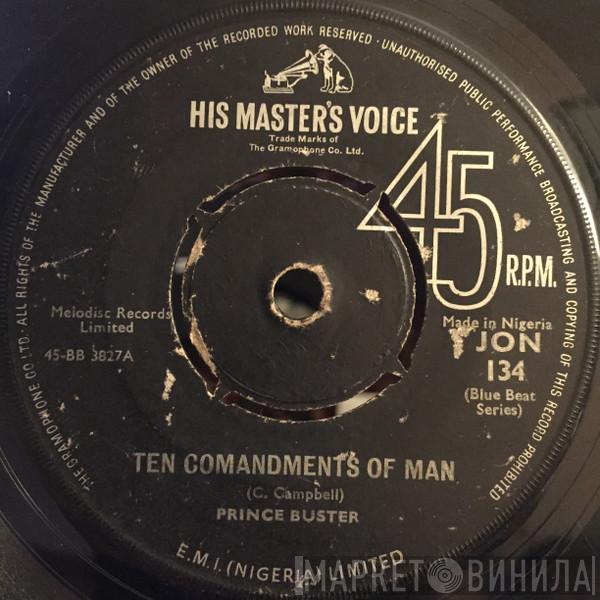 THE GRAMOPHONE CO LTD. ALL RIGHTS OF THE MANUFACTURER AND OF THE OWNER OF THE RECORDED WORK RESERVED · UNAUTHORISED PUBLIC PERFORMANCE BROADCASTING AND COPYING OF THIS RECORD PROHIBITED
HIS MASTER'S VOICE
Trade Marks of
The Gramophone Co. Ltd.
45 R.P.M.
Melodisc Records
Limited
45-BB 3827A
Made in Nigeria
JON
134
(Blue Beat
Series)
TEN COMANDMENTS OF MAN
(C. Campbell)
PRINCE BUSTER
E.M.I. (NIGERIA) LIMITED
МАРКЕТ ВИНИЛА